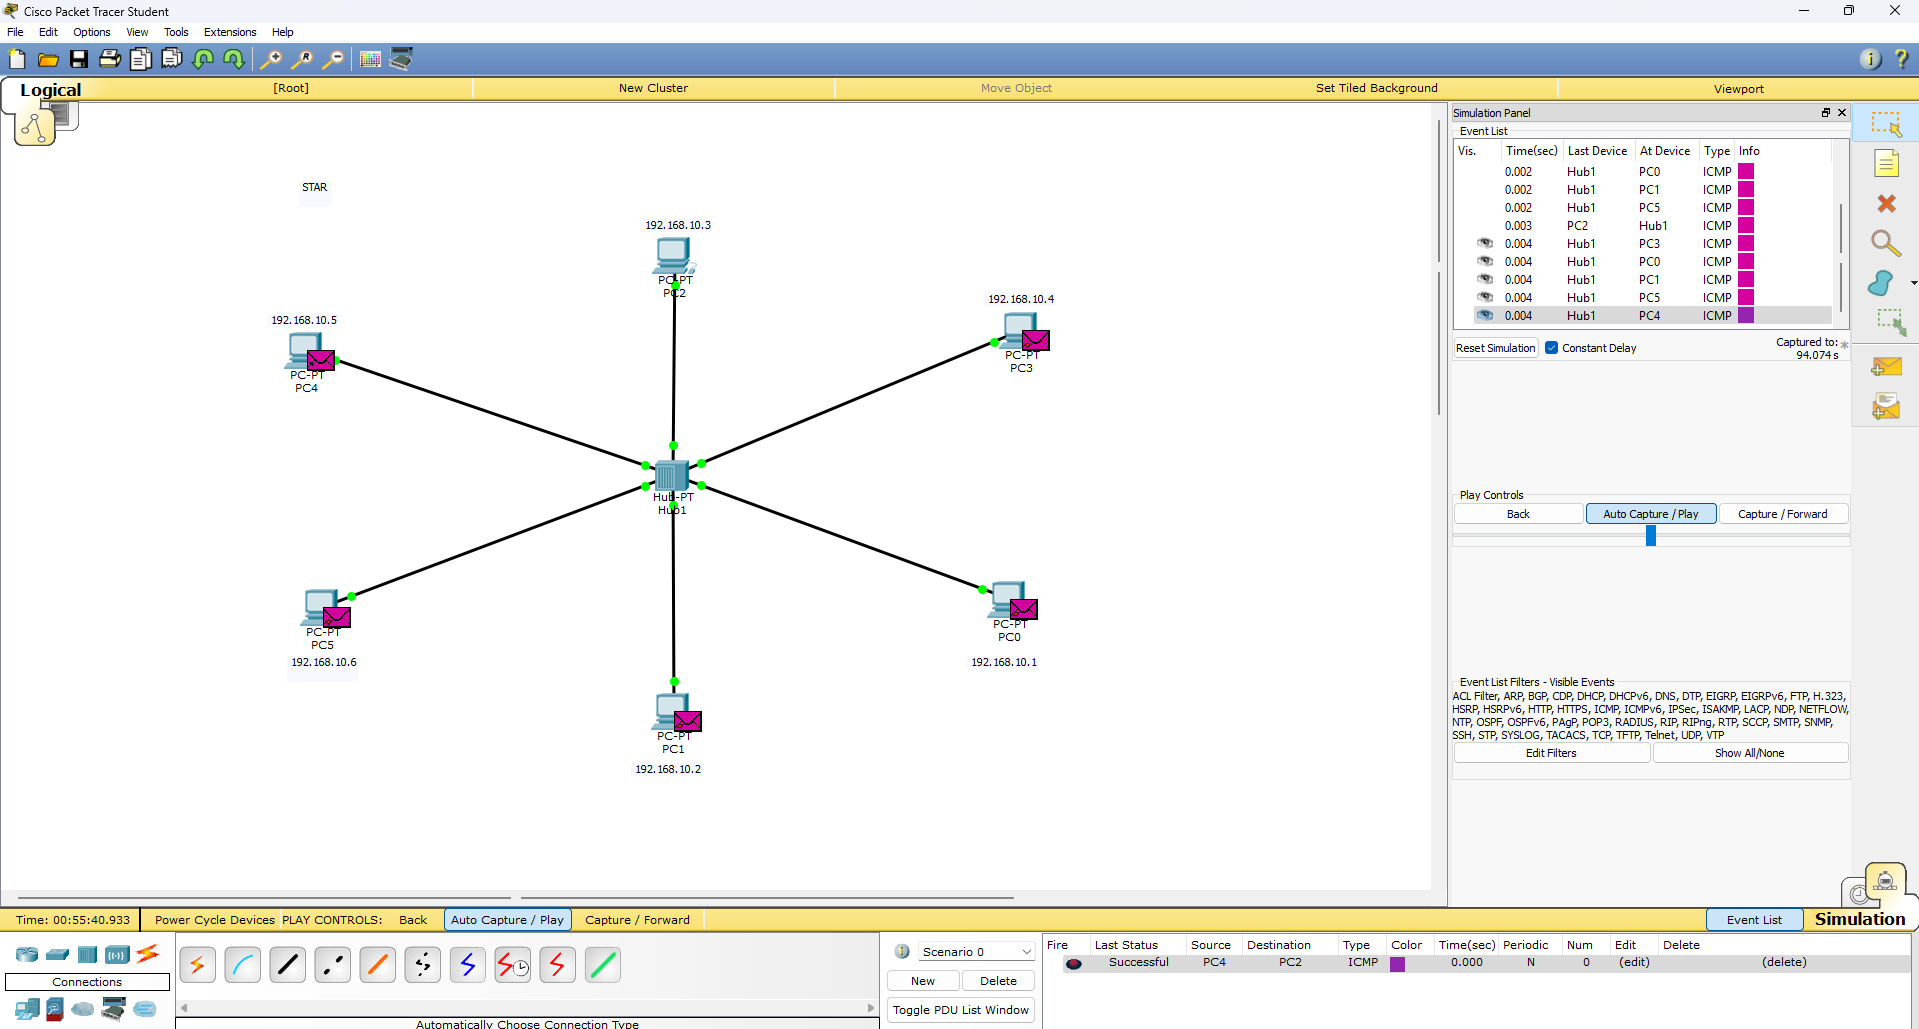 Cisco Packet Tracer Student
File Edit Options View Tools Extensions Help
Logical [Root] New Cluster Move Object Set Tiled Background Viewport
STAR
192.168.10.3
PC-PT
PC2
192.168.10.4
PC-PT
PC3
192.168.10.5
PC-PT
PC4
Hub-PT
Hub1
PC-PT
PC5
192.168.10.6
PC-PT
PC0
192.168.10.1
PC-PT
PC1
192.168.10.2
Simulation Panel
Event List
Vis. Time(sec) Last Device At Device Type Info
0.002 Hub1 PC0 ICMP
0.002 Hub1 PC1 ICMP
0.002 Hub1 PC5 ICMP
0.003 PC2 Hub1 ICMP
0.004 Hub1 PC3 ICMP
0.004 Hub1 PC0 ICMP
0.004 Hub1 PC1 ICMP
0.004 Hub1 PC5 ICMP
0.004 Hub1 PC4 ICMP
Reset Simulation Constant Delay Captured to: *
94.074 s
Play Controls
Back Auto Capture / Play Capture / Forward
Event List Filters - Visible Events
ACL Filter, ARP, BGP, CDP, DHCP, DHCPv6, DNS, DTP, EIGRP, EIGRPv6, FTP, H.323,
HSRP, HSRPv6, HTTP, HTTPS, ICMP, ICMPv6, IPSec, ISAKMP, LACP, NDP, NETFLOW,
NTP, OSPF, OSPFv6, PAgP, POP3, RADIUS, RIP, RIPng, RTP, SCCP, SMTP, SNMP,
SSH, STP, SYSLOG, TACACS, TCP, TFTP, Telnet, UDP, VTP
Edit Filters Show All/None
Time: 00:55:40.933 Power Cycle Devices PLAY CONTROLS: Back Auto Capture / Play Capture / Forward Event List Simulation
Connections
Automatically Choose Connection Type
Scenario 0
New Delete
Toggle PDU List Window
Fire Last Status Source Destination Type Color Time(sec) Periodic Num Edit Delete
Successful PC4 PC2 ICMP 0.000 N 0 (edit) (delete)